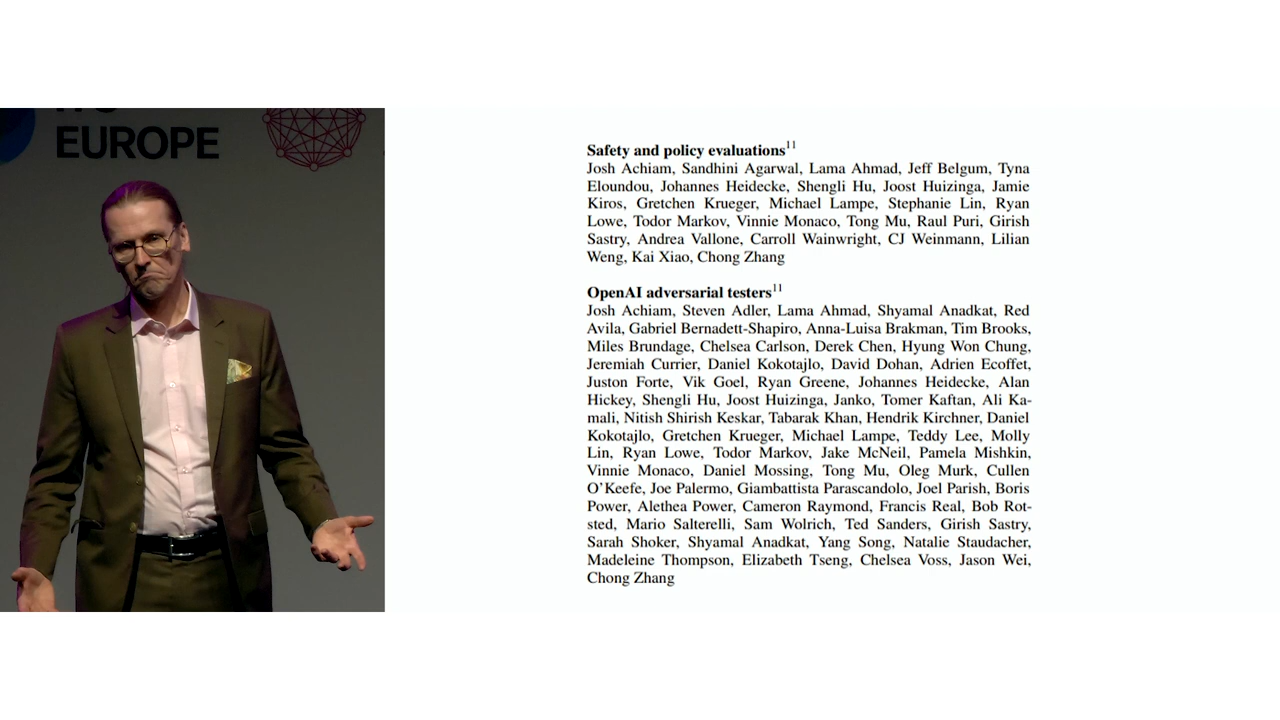 EUROPE
Safety and policy evaluations11
Josh Achiam, Sandhini Agarwal, Lama Ahmad, Jeff Belgum, Tyna
Eloundou, Johannes Heidecke, Shengli Hu, Joost Huizinga, Jamie
Kiros, Gretchen Krueger, Michael Lampe, Stephanie Lin, Ryan
Lowe, Todor Markov, Vinnie Monaco, Tong Mu, Raul Puri, Girish
Sastry, Andrea Vallone, Carroll Wainwright, CJ Weinmann, Lilian
Weng, Kai Xiao, Chong Zhang
OpenAI adversarial testers11
Josh Achiam, Steven Adler, Lama Ahmad, Shyamal Anadkat, Red
Avila, Gabriel Bernadett-Shapiro, Anna-Luisa Brakman, Tim Brooks,
Miles Brundage, Chelsea Carlson, Derek Chen, Hyung Won Chung,
Jeremiah Currier, Daniel Kokotajlo, David Dohan, Adrien Ecoffet,
Juston Forte, Vik Goel, Ryan Greene, Johannes Heidecke, Alan
Hickey, Shengli Hu, Joost Huizinga, Janko, Tomer Kaftan, Ali Ka-
mali, Nitish Shirish Keskar, Tabarak Khan, Hendrik Kirchner, Daniel
Kokotajlo, Gretchen Krueger, Michael Lampe, Teddy Lee, Molly
Lin, Ryan Lowe, Todor Markov, Jake McNeil, Pamela Mishkin,
Vinnie Monaco, Daniel Mossing, Tong Mu, Oleg Murk, Cullen
O'Keefe, Joe Palermo, Giambattista Parascandolo, Joel Parish, Boris
Power, Alethea Power, Cameron Raymond, Francis Real, Bob Rot-
sted, Mario Salterelli, Sam Wolrich, Ted Sanders, Girish Sastry,
Sarah Shoker, Shyamal Anadkat, Yang Song, Natalie Staudacher,
Madeleine Thompson, Elizabeth Tseng, Chelsea Voss, Jason Wei,
Chong Zhang